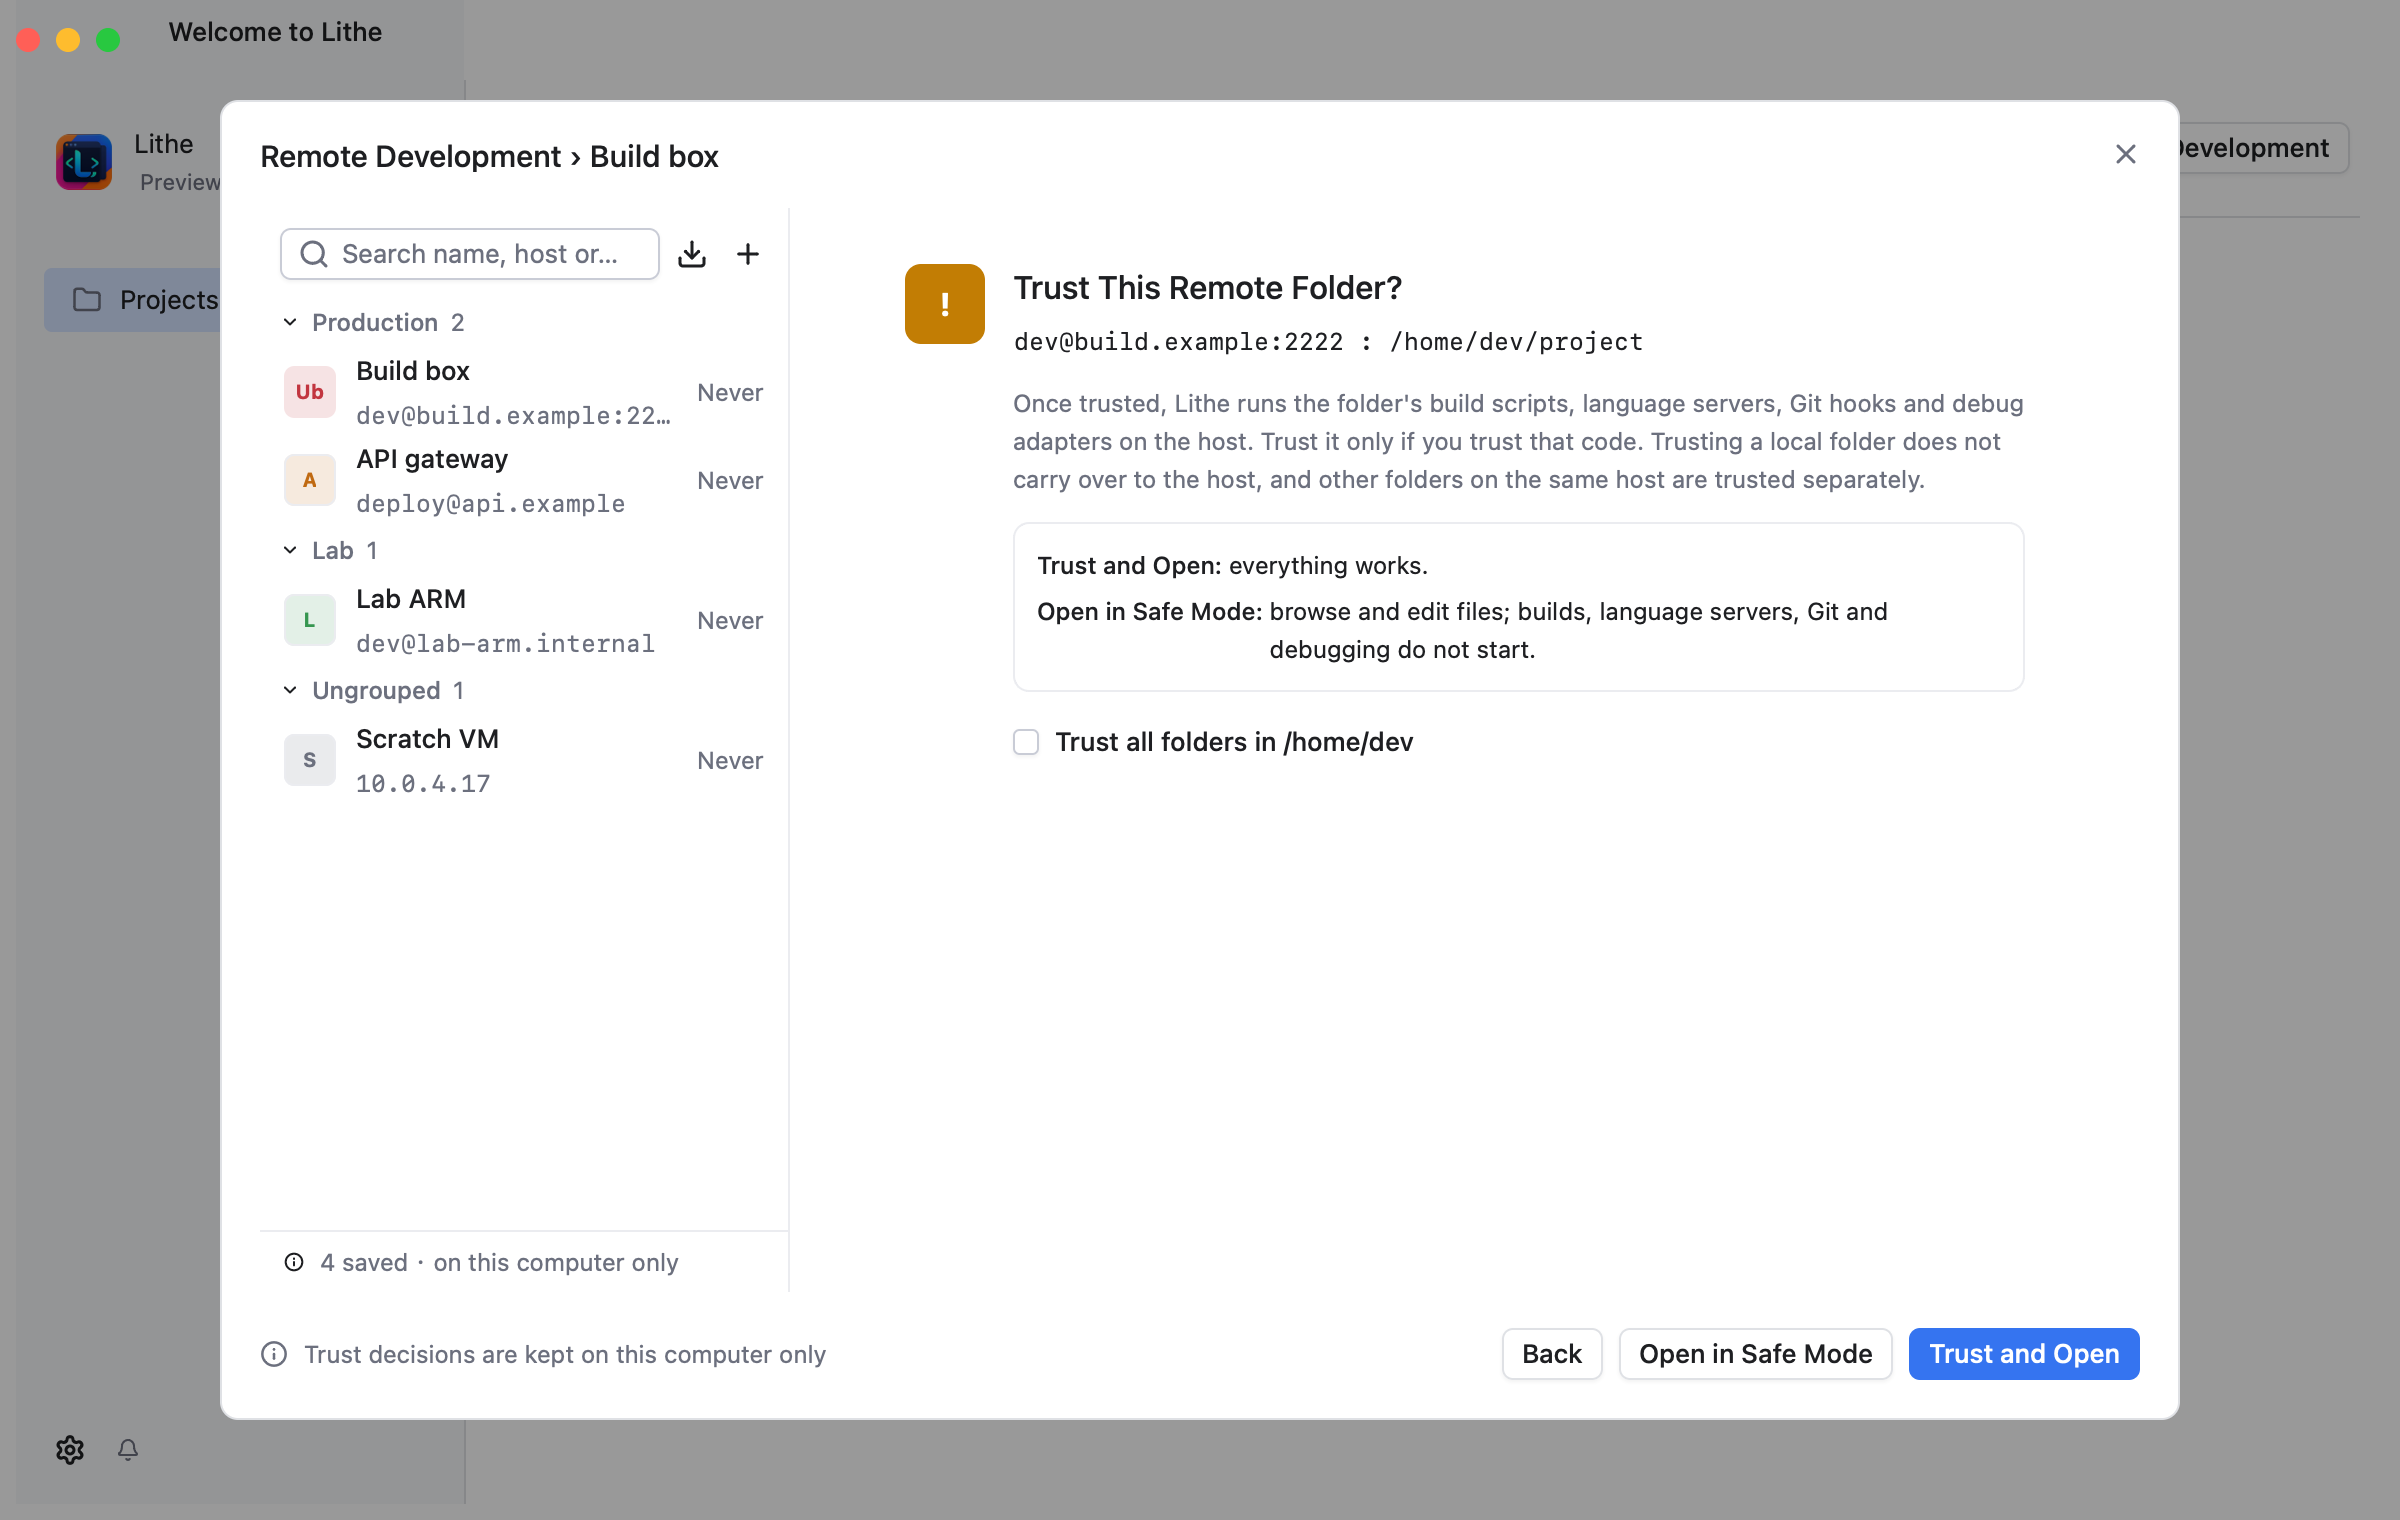 Welcome to Lithe
Lithe
Preview
Projects
Development
Remote Development › Build box
Search name, host or...
Production 2
Ub
Build box
dev@build.example:22…
Never
A
API gateway
deploy@api.example
Never
Lab 1
L
Lab ARM
dev@lab-arm.internal
Never
Ungrouped 1
S
Scratch VM
10.0.4.17
Never
4 saved · on this computer only
!
Trust This Remote Folder?
dev@build.example:2222 : /home/dev/project
Once trusted, Lithe runs the folder's build scripts, language servers, Git hooks and debug
adapters on the host. Trust it only if you trust that code. Trusting a local folder does not
carry over to the host, and other folders on the same host are trusted separately.
Trust and Open: everything works.
Open in Safe Mode: browse and edit files; builds, language servers, Git and
debugging do not start.
Trust all folders in /home/dev
Trust decisions are kept on this computer only
Back
Open in Safe Mode
Trust and Open